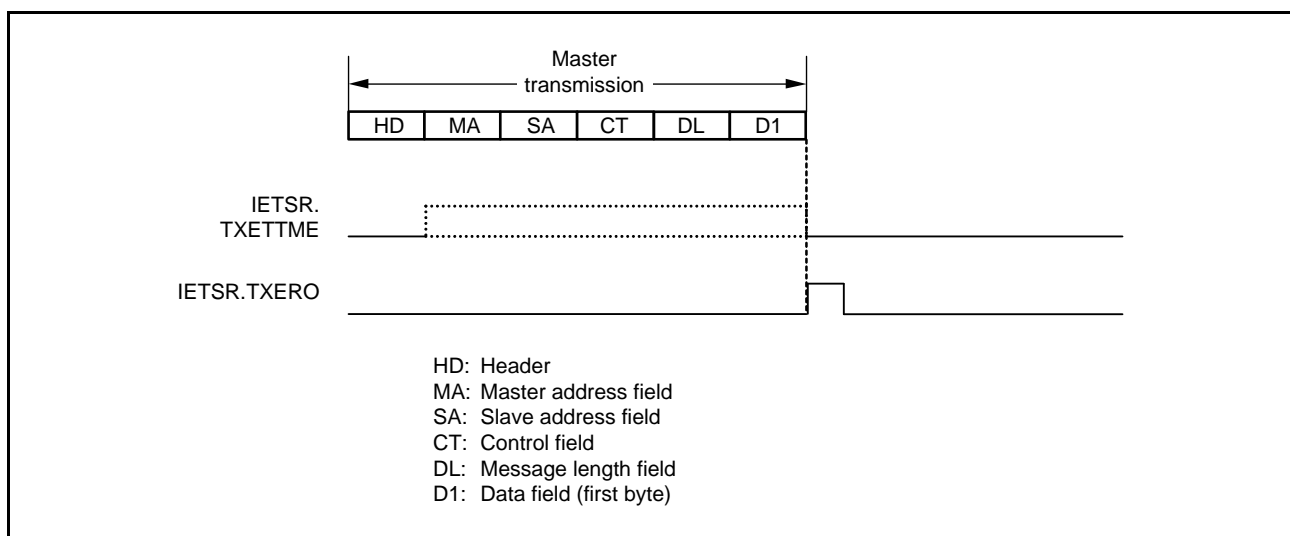 Master
transmission
HD MA SA CT DL D1
IETSR.
TXETTME
IETSR.TXERO
HD: Header
MA: Master address field
SA: Slave address field
CT: Control field
DL: Message length field
D1: Data field (first byte)